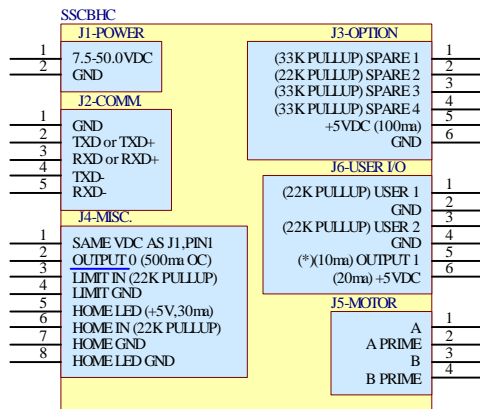 SSCBHC
J1-POWER
1 7.5-50.0VDC
2 GND
J2-COMM.
1 GND
2 TXD or TXD+
3 RXD or RXD+
4 TXD-
5 RXD-
J4-MISC.
1 SAME VDC AS J1,PIN1
2 OUTPUT 0 (500ma OC)
3 LIMIT IN (22K PULLUP)
4 LIMIT GND
5 HOME LED (+5V,30ma)
6 HOME IN (22K PULLUP)
7 HOME GND
8 HOME LED GND
J3-OPTION
(33K PULLUP) SPARE 1 1
(22K PULLUP) SPARE 2 2
(33K PULLUP) SPARE 3 3
(33K PULLUP) SPARE 4 4
+5VDC (100ma) 5
GND 6
J6-USER I/O
(22K PULLUP) USER 1 1
GND 2
(22K PULLUP) USER 2 3
GND 4
(*)(10ma) OUTPUT 1 5
(20ma) +5VDC 6
J5-MOTOR
A 1
A PRIME 2
B 3
B PRIME 4